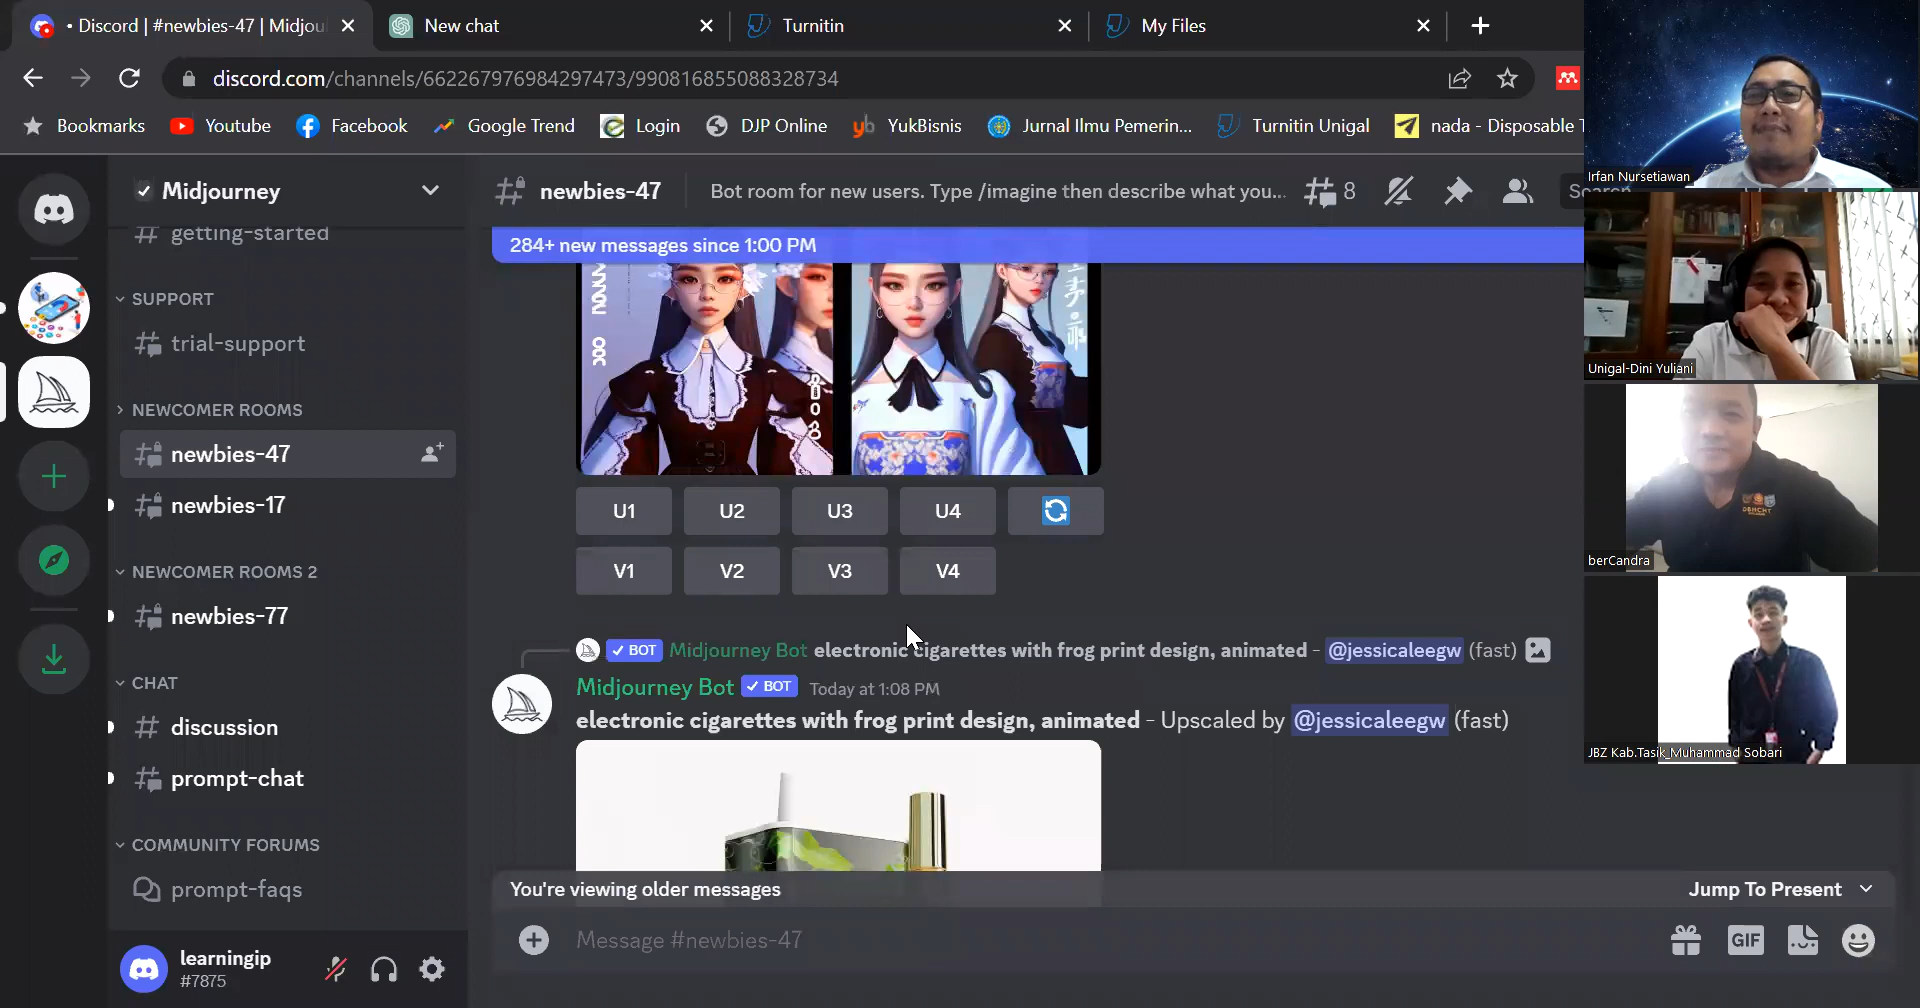 • Discord | #newbies-47 | Midjou
New chat
Turnitin
My Files
discord.com/channels/662267976984297473/990816855088328734
Bookmarks
Youtube
Facebook
Google Trend
Login
DJP Online
YukBisnis
Jurnal Ilmu Pemerin...
Turnitin Unigal
nada - Disposable T
Midjourney
newbies-47
Bot room for new users. Type /imagine then describe what you...
8
getting-started
SUPPORT
trial-support
NEWCOMER ROOMS
newbies-47
newbies-17
NEWCOMER ROOMS 2
newbies-77
CHAT
discussion
prompt-chat
COMMUNITY FORUMS
prompt-faqs
learningip
#7875
284+ new messages since 1:00 PM
U1
U2
U3
U4
V1
V2
V3
V4
BOT Midjourney Bot electronic cigarettes with frog print design, animated - @jessicaleegw (fast)
Midjourney Bot BOT Today at 1:08 PM
electronic cigarettes with frog print design, animated - Upscaled by @jessicaleegw (fast)
You're viewing older messages
Jump To Present
Message #newbies-47
GIF
Irfan Nursetiawan
Unigal-Dini Yuliani
berCandra
JBZ Kab.Tasik_Muhammad Sobari